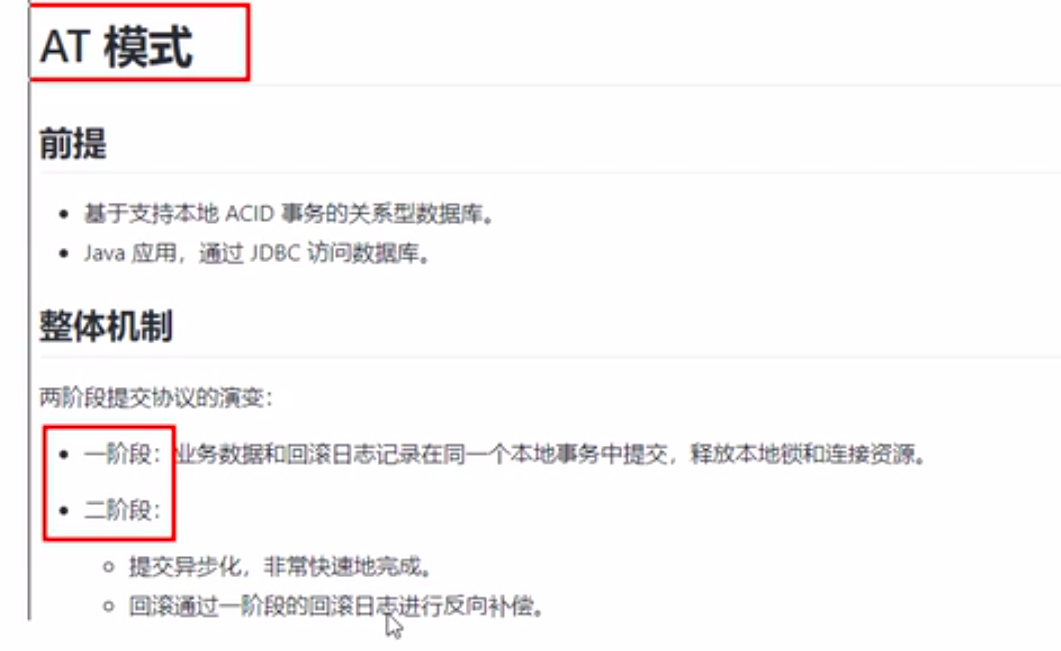 AT 模式
前提
基于支持本地 ACID 事务的关系型数据库。
Java 应用，通过 JDBC 访问数据库。
整体机制
两阶段提交协议的演变：
一阶段：业务数据和回滚日志记录在同一个本地事务中提交，释放本地锁和连接资源。
二阶段：
提交异步化，非常快速地完成。
回滚通过一阶段的回滚日志进行反向补偿。